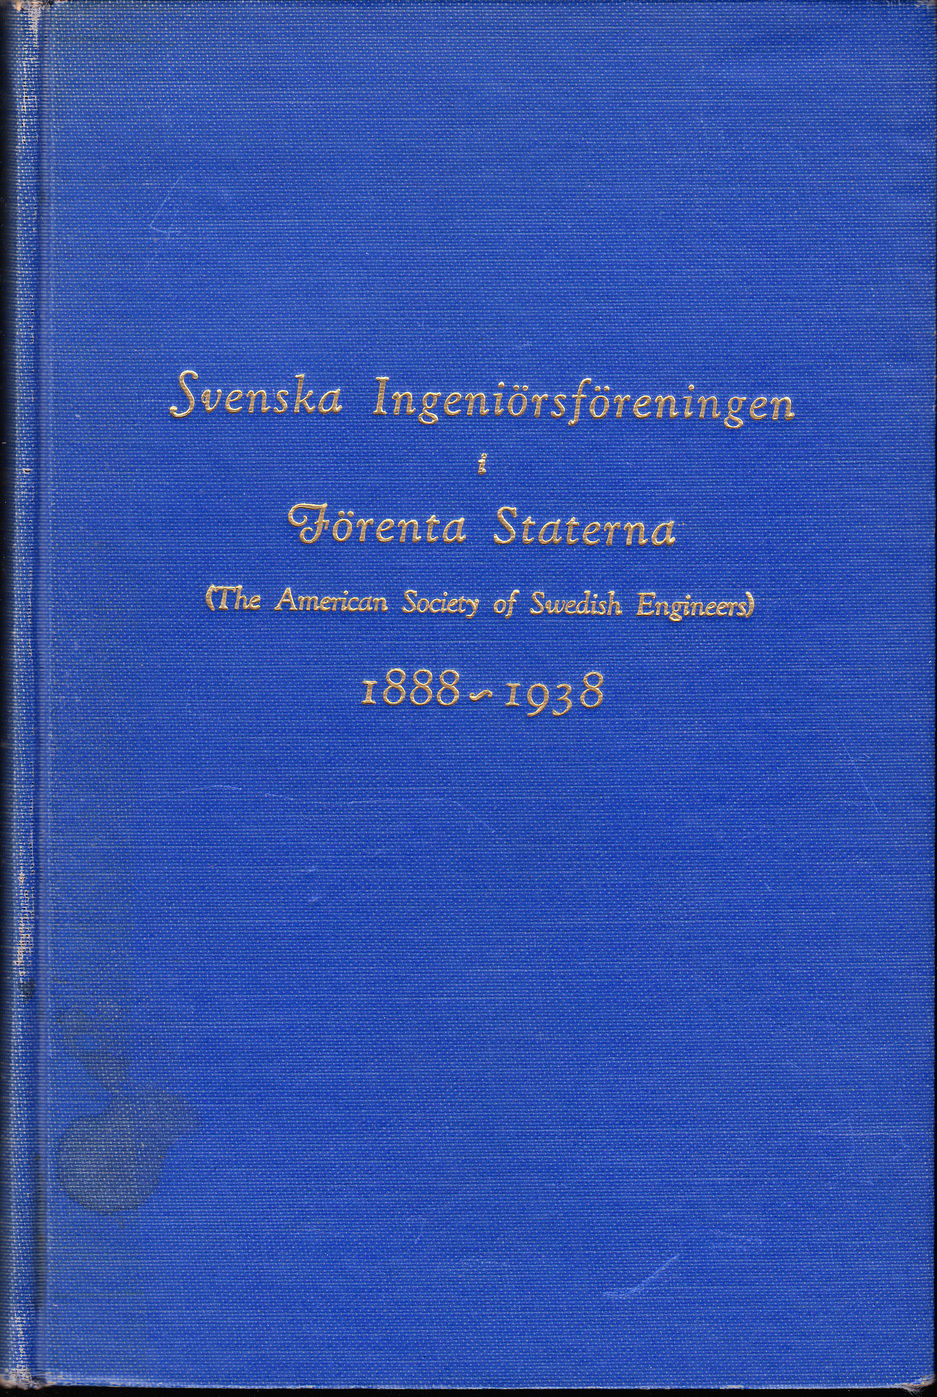 Svenska Ingeniörsföreningen
i
Förenta Staterna
(The American Society of Swedish Engineers)
1888~1938